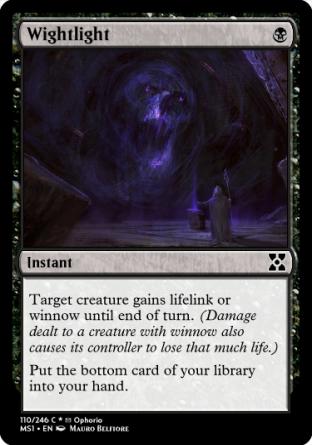 Wightlight
Instant
Target creature gains lifelink or
winnow until end of turn. (Damage
dealt to a creature with winnow also
causes its controller to lose that much life.)
Put the bottom card of your library
into your hand.
110/246 C * Ophorio
MS1 • EN Mauro Belfiore